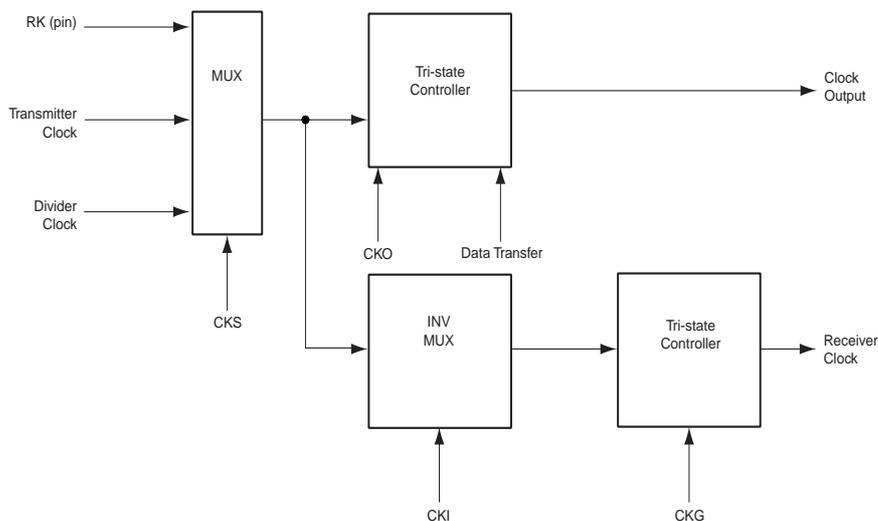 RK (pin)
MUX
Tri-state
Controller
Clock
Output
Transmitter
Clock
Divider
Clock
CKO
Data Transfer
CKS
INV
MUX
Tri-state
Controller
Receiver
Clock
CKI
CKG